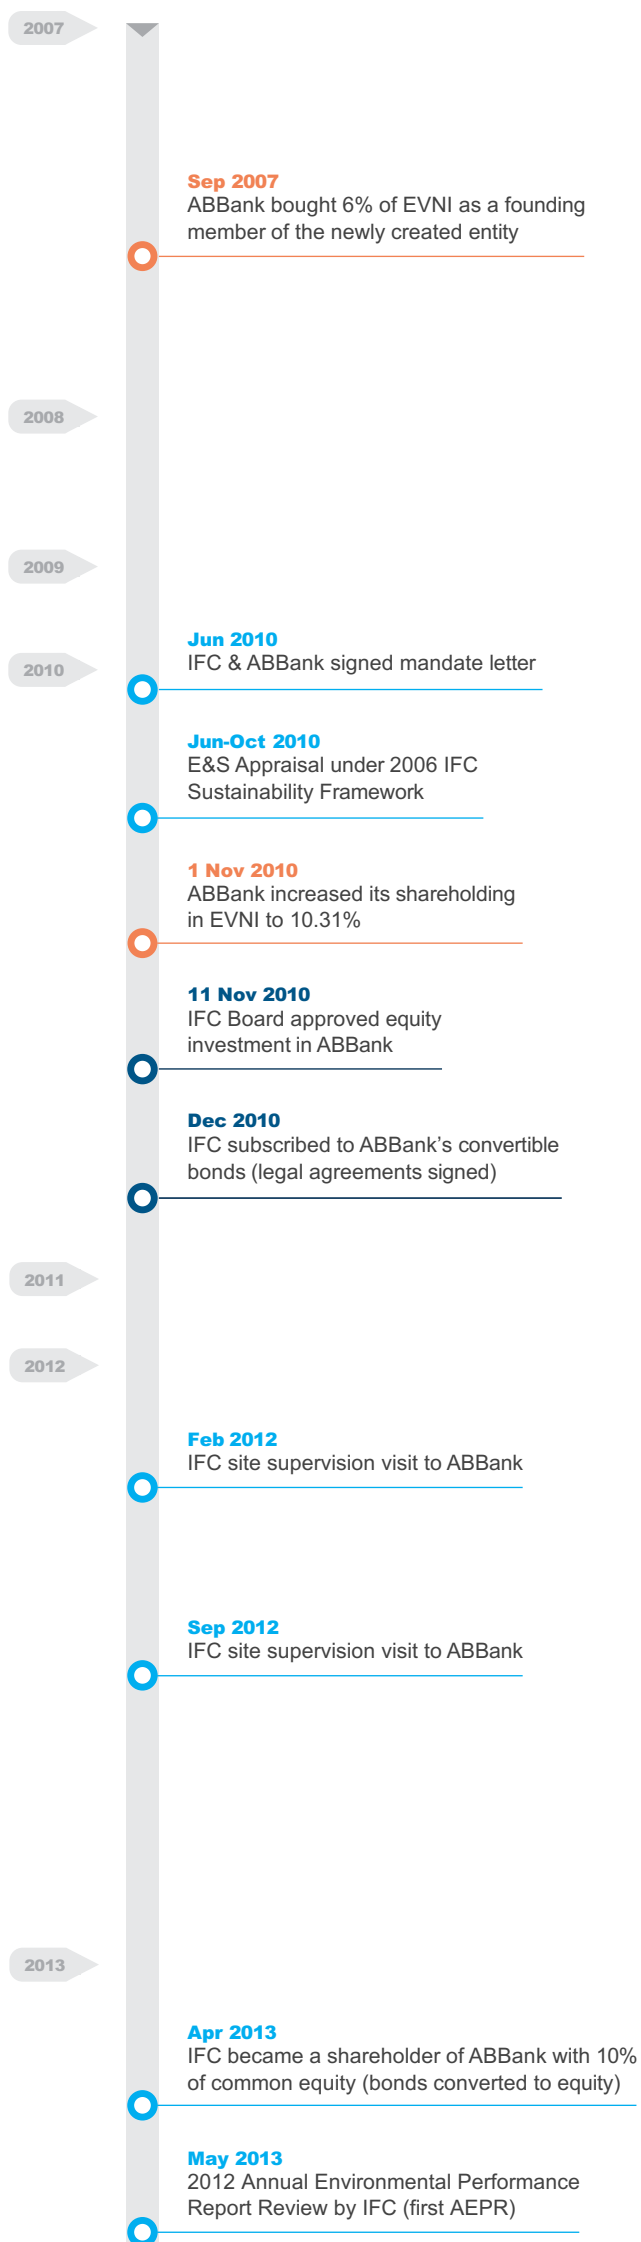 2007
Sep 2007
ABBank bought 6% of EVNI as a founding
member of the newly created entity
2008
2009
Jun 2010
IFC & ABBank signed mandate letter
2010
Jun-Oct 2010
E&S Appraisal under 2006 IFC
Sustainability Framework
1 Nov 2010
ABBank increased its shareholding
in EVNI to 10.31%
11 Nov 2010
IFC Board approved equity
investment in ABBank
Dec 2010
IFC subscribed to ABBank’s convertible
bonds (legal agreements signed)
2011
2012
Feb 2012
IFC site supervision visit to ABBank
Sep 2012
IFC site supervision visit to ABBank
2013
Apr 2013
IFC became a shareholder of ABBank with 10%
of common equity (bonds converted to equity)
May 2013
2012 Annual Environmental Performance
Report Review by IFC (first AEPR)